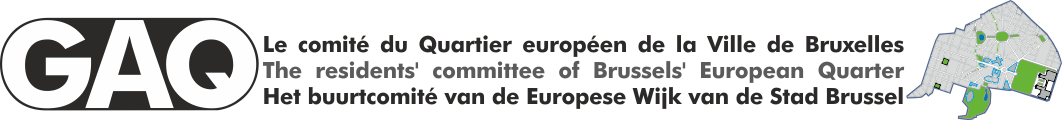 GAQ
Le comité du Quartier européen de la Ville de Bruxelles
The residents' committee of Brussels' European Quarter
Het buurtcomité van de Europese Wijk van de Stad Brussel